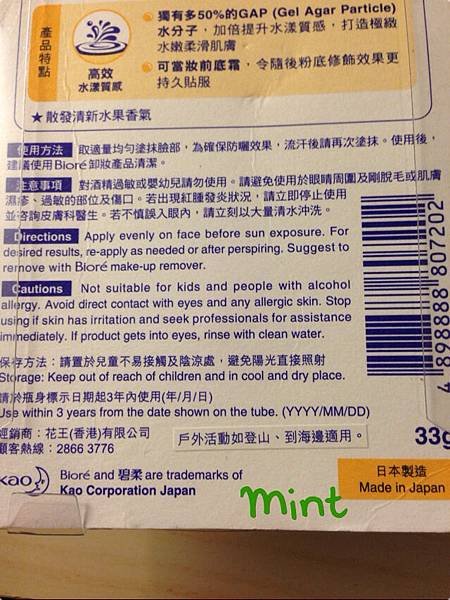 產品特點
高效
水漾質感
獨有多50%的GAP (Gel Agar Particle)
水分子，加倍提升水漾質感，打造極緻
水嫩柔滑肌膚
可當妝前底霜，令隨後粉底修飾效果更
持久貼服
★散發清新水果香氣
使用方法 取適量均勻塗抹臉部，為確保防曬效果，流汗後請再次塗抹。使用後，
建議使用Bioré卸妝產品清潔。
注意事項 對酒精過敏或嬰幼兒請勿使用。請避免使用於眼睛周圍及剛脫毛或肌膚
濕疹、過敏的部位及傷口。若出現紅腫發炎狀況，請立即停止使用
並咨詢皮膚科醫生。若不慎誤入眼內，請立刻以大量清水沖洗。
Directions Apply evenly on face before sun exposure. For
desired results, re-apply as needed or after perspiring. Suggest to
remove with Bioré make-up remover.
Cautions Not suitable for kids and people with alcohol
allergy. Avoid direct contact with eyes and any allergic skin. Stop
using if skin has irritation and seek professionals for assistance
immediately. If product gets into eyes, rinse with clean water.
保存方法：請置於兒童不易接觸及陰涼處，避免陽光直接照射
Storage: Keep out of reach of children and in cool and dry place.
請於瓶身標示日期起3年內使用(年/月/日)
Use within 3 years from the date shown on the tube. (YYYY/MM/DD)
經銷商：花王(香港)有限公司
顧客熱線：2866 3776
戶外活動如登山、到海邊適用。
33g
4 898888 807202
Kao
Bioré and 碧柔 are trademarks of
Kao Corporation Japan
日本製造
Made in Japan
mint